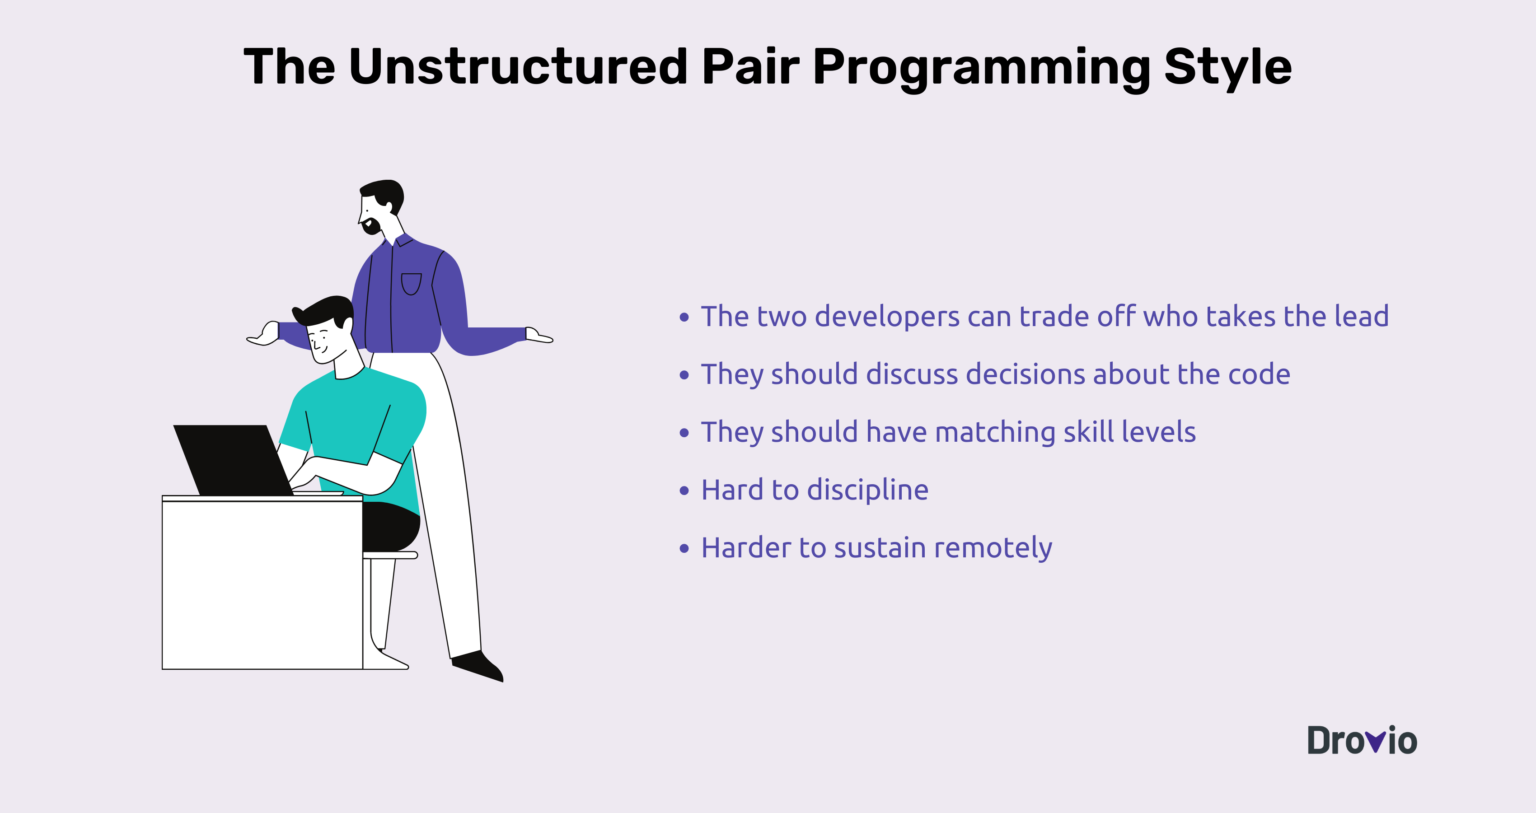 The Unstructured Pair Programming Style
• The two developers can trade off who takes the lead
• They should discuss decisions about the code
• They should have matching skill levels
• Hard to discipline
• Harder to sustain remotely
Drovio